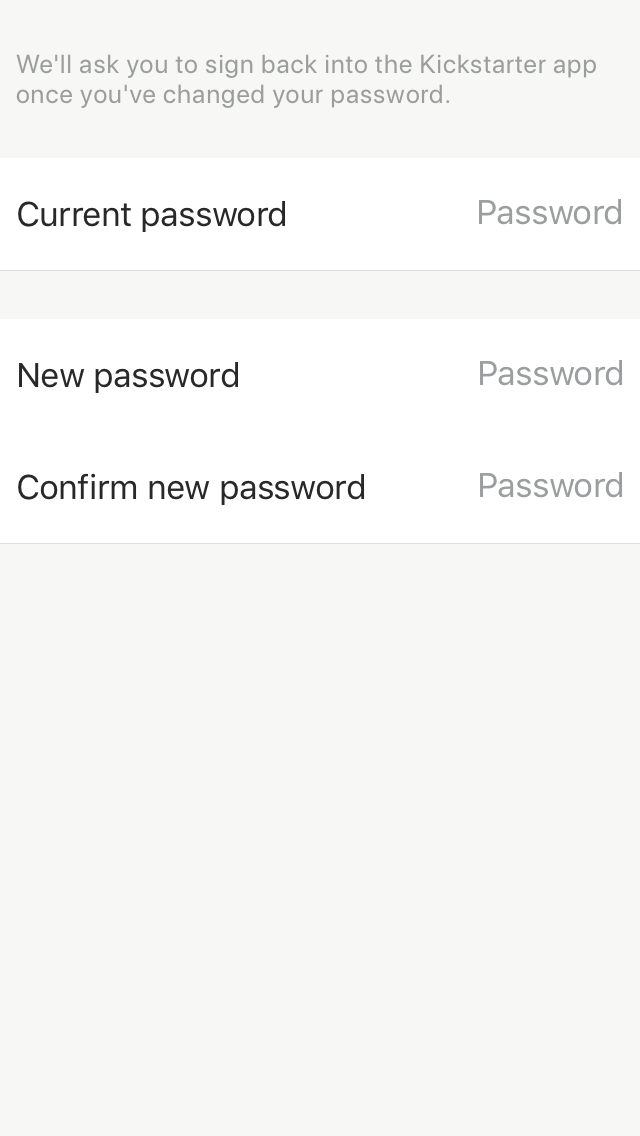 We'll ask you to sign back into the Kickstarter app
once you've changed your password.
Current password Password
New password Password
Confirm new password Password